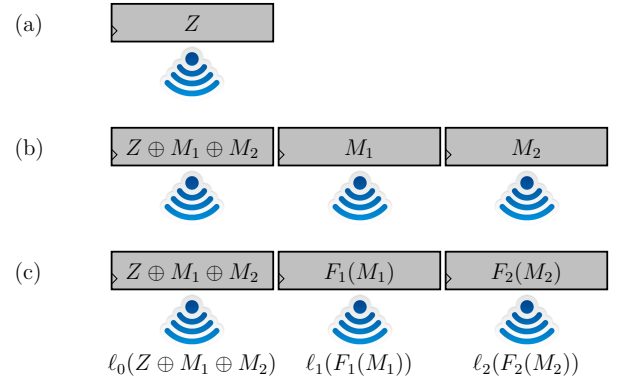 (a) Z
(b) Z ⊕ M₁ ⊕ M₂ M₁ M₂
(c) Z ⊕ M₁ ⊕ M₂ F₁(M₁) F₂(M₂)
ℓ₀(Z ⊕ M₁ ⊕ M₂) ℓ₁(F₁(M₁)) ℓ₂(F₂(M₂))